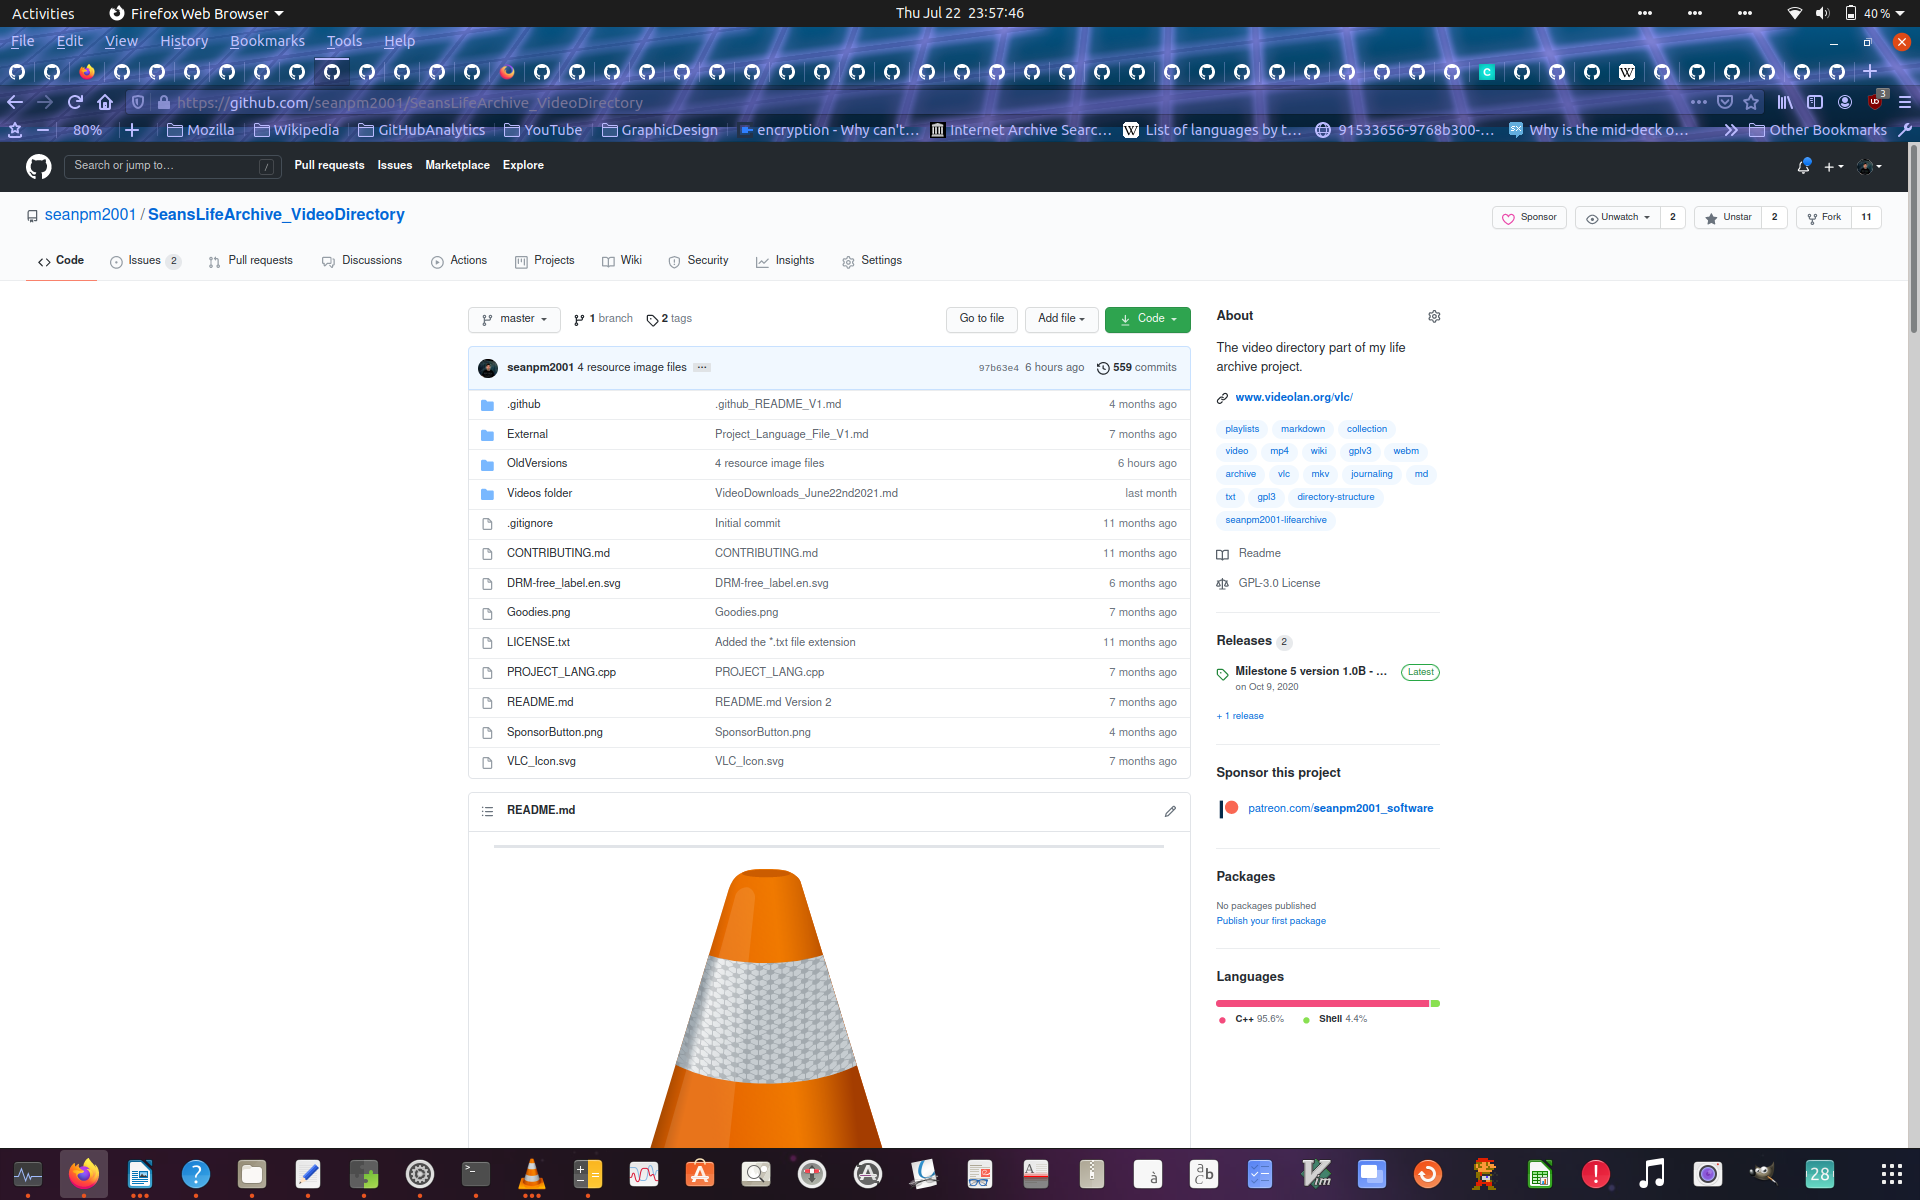 Activities Firefox Web Browser Thu Jul 22 23:57:46 40 %
File Edit View History Bookmarks Tools Help
https://github.com/seanpm2001/SeansLifeArchive_VideoDirectory 3
80% Mozilla Wikipedia GitHubAnalytics YouTube GraphicDesign encryption - Why can't… Internet Archive Searc… List of languages by t… 91533656-9768b300-… Why is the mid-deck o… Other Bookmarks
Search or jump to… / Pull requests Issues Marketplace Explore
seanpm2001 / SeansLifeArchive_VideoDirectory Sponsor Unwatch 2 Unstar 2 Fork 11
Code Issues 2 Pull requests Discussions Actions Projects Wiki Security Insights Settings
master 1 branch 2 tags Go to file Add file Code
seanpm2001 4 resource image files 97b63e4 6 hours ago 559 commits
.github .github_README_V1.md 4 months ago
External Project_Language_File_V1.md 7 months ago
OldVersions 4 resource image files 6 hours ago
Videos folder VideoDownloads_June22nd2021.md last month
.gitignore Initial commit 11 months ago
CONTRIBUTING.md CONTRIBUTING.md 11 months ago
DRM-free_label.en.svg DRM-free_label.en.svg 6 months ago
Goodies.png Goodies.png 7 months ago
LICENSE.txt Added the *.txt file extension 11 months ago
PROJECT_LANG.cpp PROJECT_LANG.cpp 7 months ago
README.md README.md Version 2 7 months ago
SponsorButton.png SponsorButton.png 4 months ago
VLC_Icon.svg VLC_Icon.svg 7 months ago
README.md
About
The video directory part of my life
archive project.
www.videolan.org/vlc/
playlists markdown collection
video mp4 wiki gplv3 webm
archive vlc mkv journaling md
txt gpl3 directory-structure
seanpm2001-lifearchive
Readme
GPL-3.0 License
Releases 2
Milestone 5 version 1.0B - … Latest
on Oct 9, 2020
+ 1 release
Sponsor this project
patreon.com/seanpm2001_software
Packages
No packages published
Publish your first package
Languages
C++ 95.6% Shell 4.4%
28